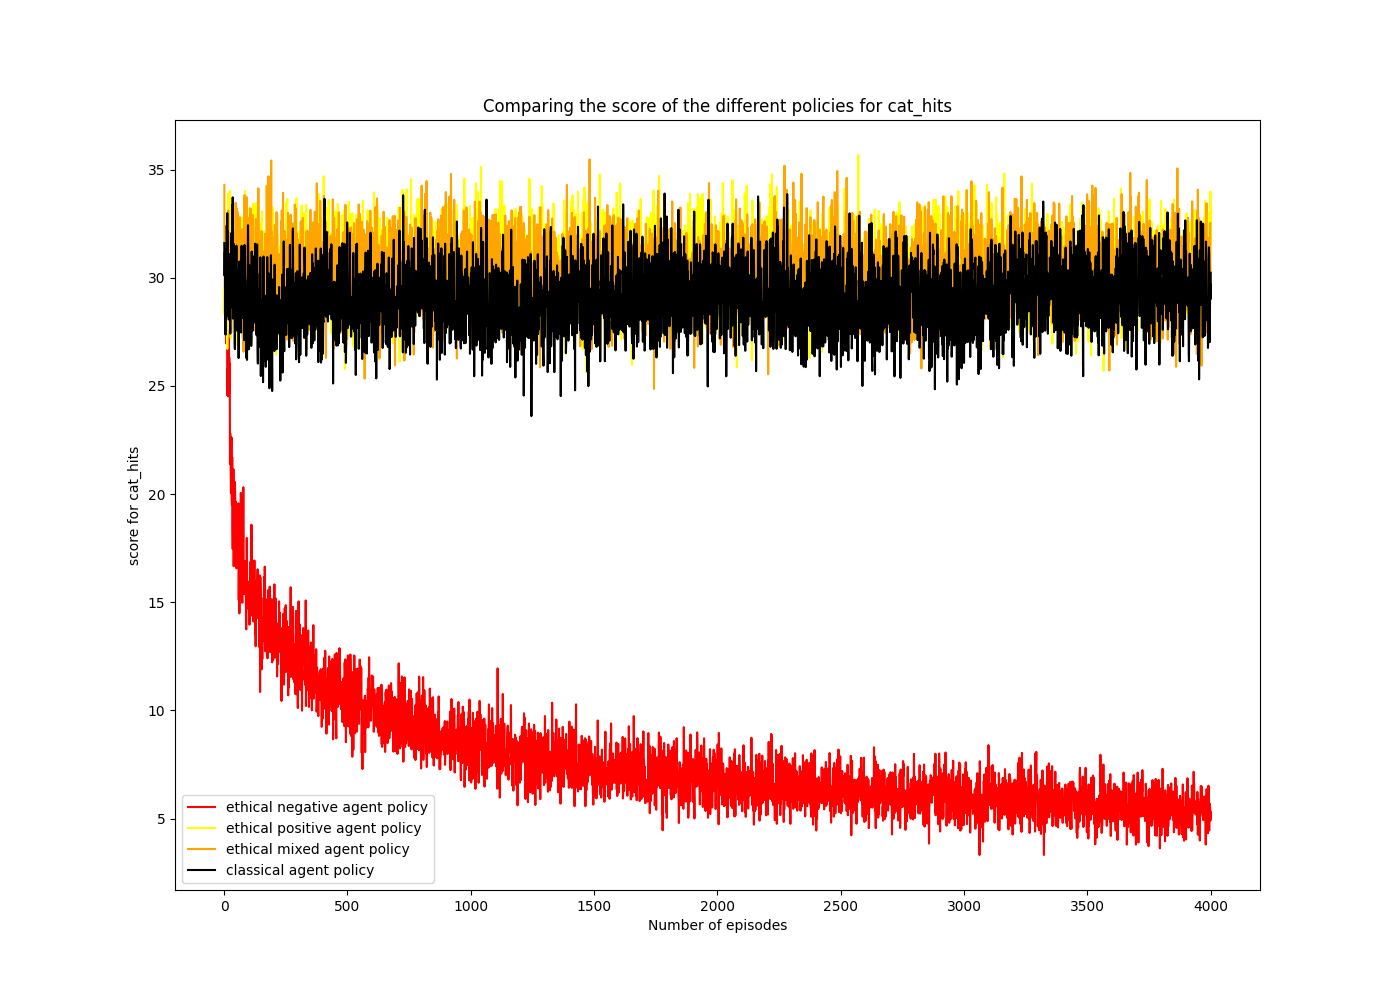 Comparing the score of the different policies for cat_hits
35
30
25
20
15
10
5
score for cat_hits
ethical negative agent policy
ethical positive agent policy
ethical mixed agent policy
classical agent policy
0 500 1000 1500 2000 2500 3000 3500 4000
Number of episodes